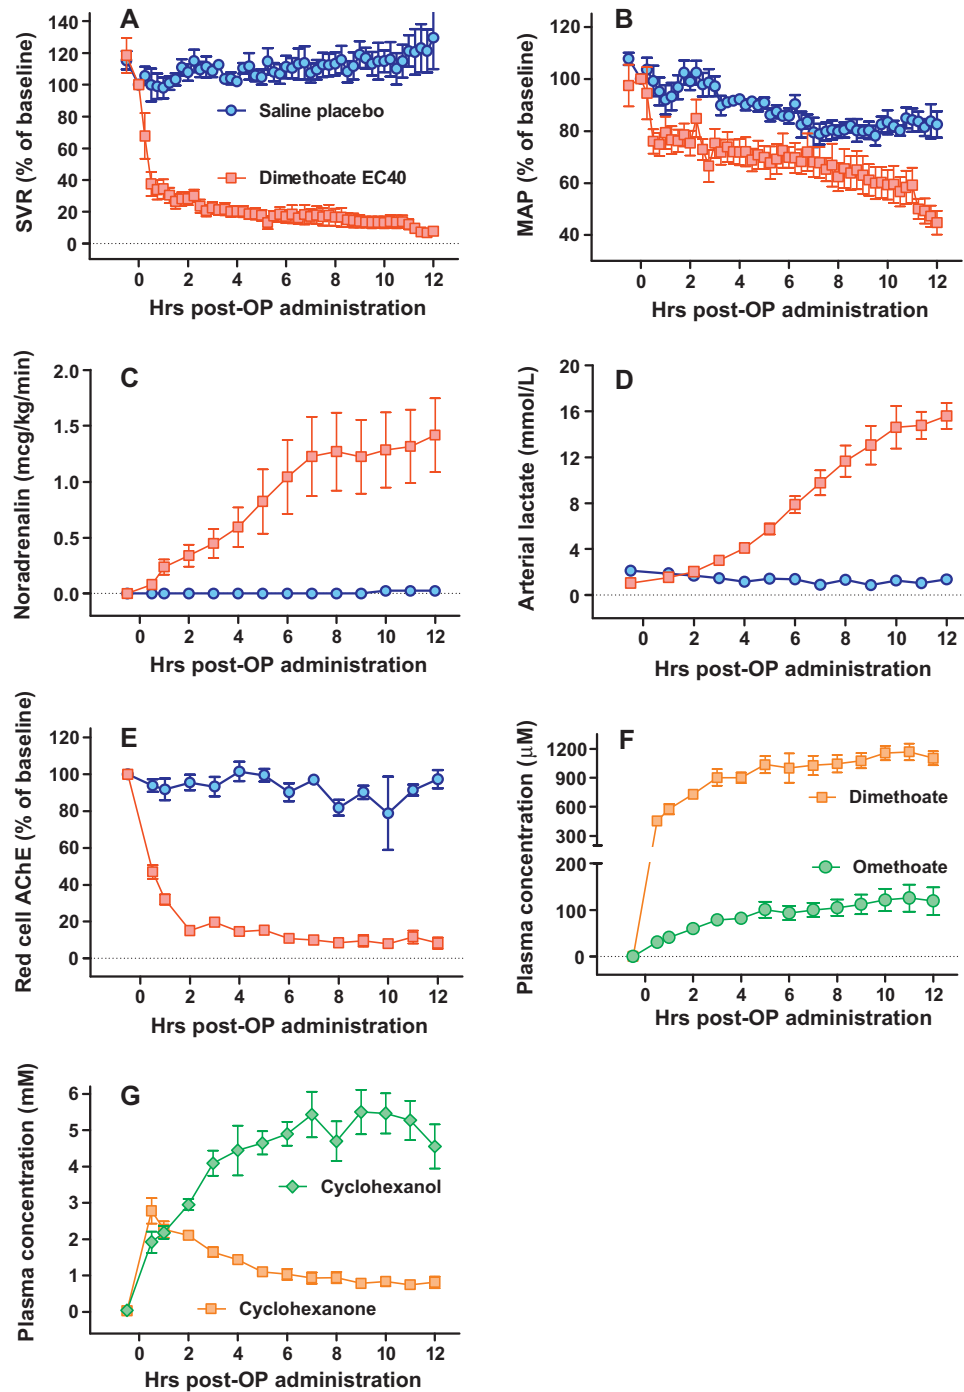 A
SVR (% of baseline)
140
120
100
80
60
40
20
0
Saline placebo
Dimethoate EC40
0 2 4 6 8 10 12
Hrs post-OP administration
B
MAP (% of baseline)
120
100
80
60
40
0 2 4 6 8 10 12
Hrs post-OP administration
C
Noradrenalin (mcg/kg/min)
2.0
1.5
1.0
0.5
0.0
0 2 4 6 8 10 12
Hrs post-OP administration
D
Arterial lactate (mmol/L)
20
16
12
8
4
0
0 2 4 6 8 10 12
Hrs post-OP administration
E
Red cell AChE (% of baseline)
120
100
80
60
40
20
0
0 2 4 6 8 10 12
Hrs post-OP administration
F
Plasma concentration (μM)
1200
900
600
300
200
100
0
Dimethoate
Omethoate
0 2 4 6 8 10 12
Hrs post-OP administration
G
Plasma concentration (mM)
6
5
4
3
2
1
0
Cyclohexanol
Cyclohexanone
0 2 4 6 8 10 12
Hrs post-OP administration